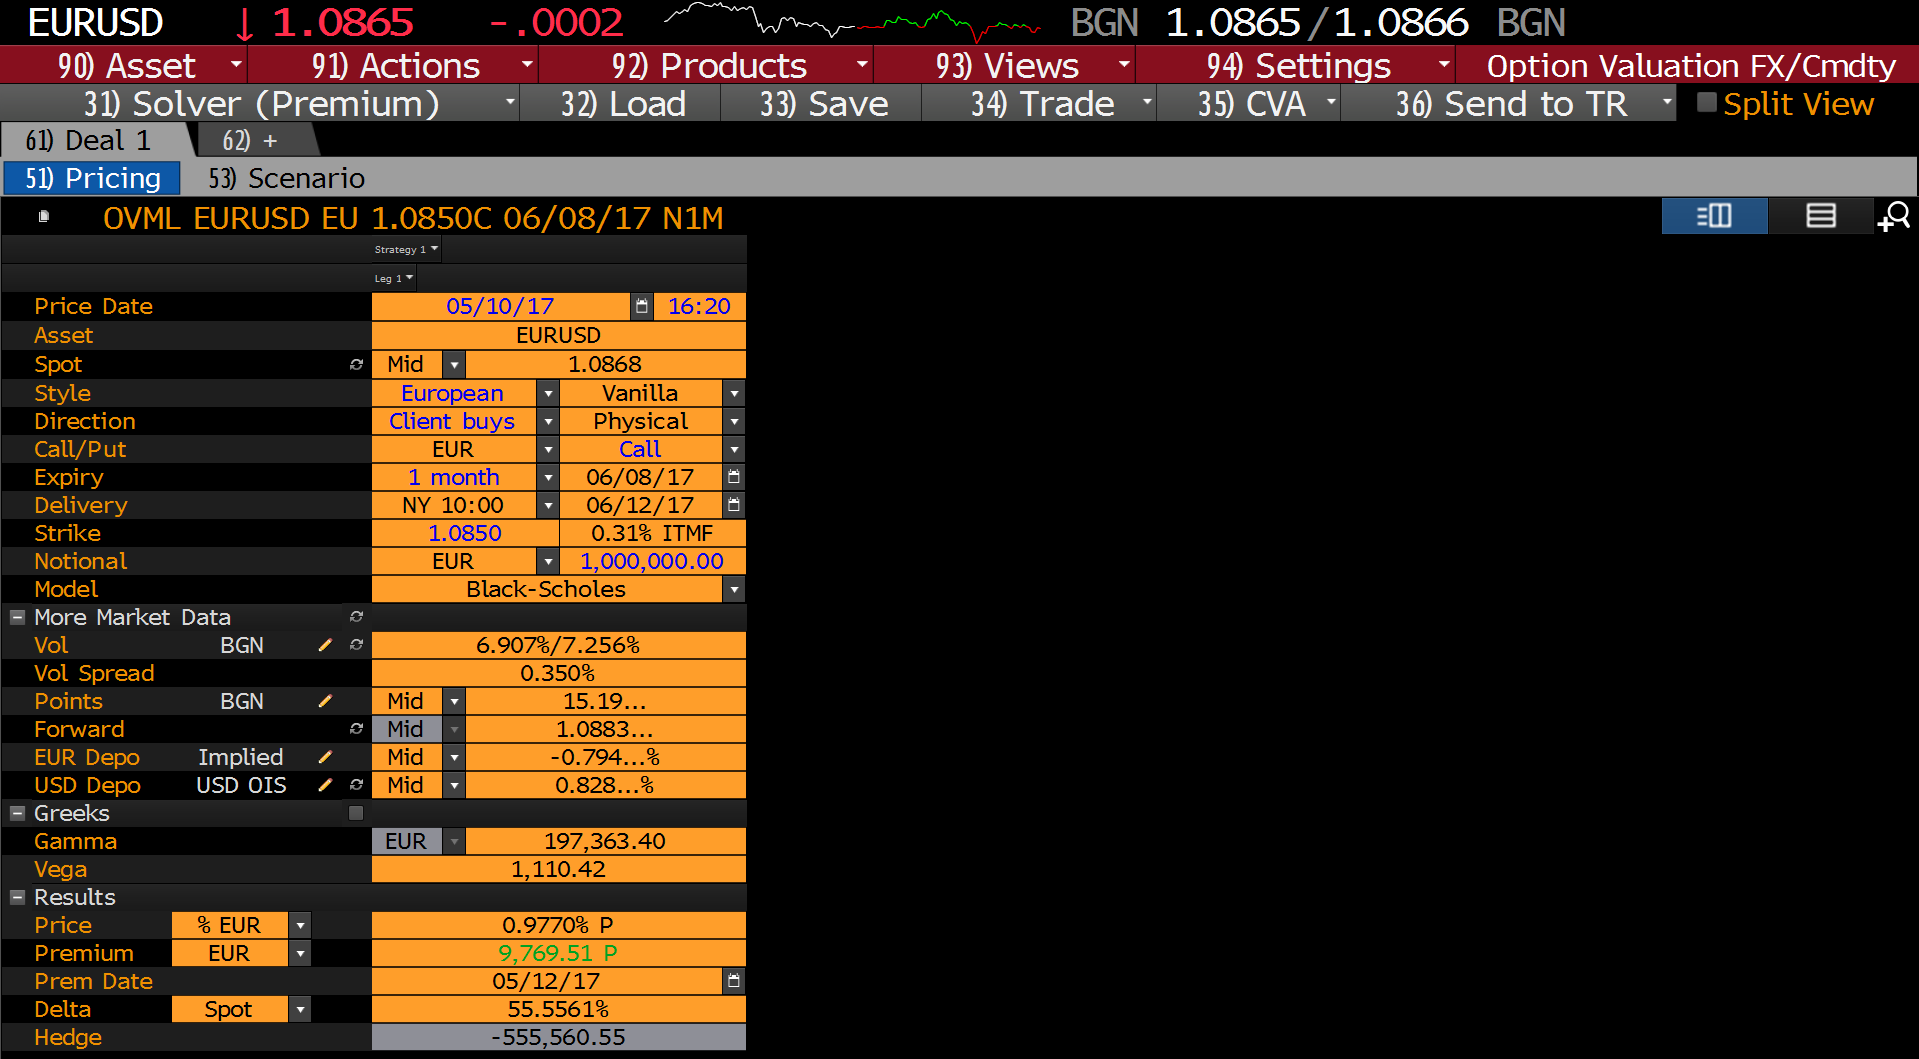 EURUSD ↓ 1.0865 -.0002 BGN 1.0865/1.0866 BGN
90) Asset 91) Actions 92) Products 93) Views 94) Settings Option Valuation FX/Cmdty
31) Solver (Premium) 32) Load 33) Save 34) Trade 35) CVA 36) Send to TR Split View
61) Deal 1 62) +
51) Pricing 53) Scenario
OVML EURUSD EU 1.0850C 06/08/17 N1M
Strategy 1
Leg 1
Price Date 05/10/17 16:20
Asset EURUSD
Spot Mid 1.0868
Style European Vanilla
Direction Client buys Physical
Call/Put EUR Call
Expiry 1 month 06/08/17
Delivery NY 10:00 06/12/17
Strike 1.0850 0.31% ITMF
Notional EUR 1,000,000.00
Model Black-Scholes
More Market Data
Vol BGN 6.907%/7.256%
Vol Spread 0.350%
Points BGN Mid 15.19...
Forward Mid 1.0883...
EUR Depo Implied Mid -0.794...%
USD Depo USD OIS Mid 0.828...%
Greeks
Gamma EUR 197,363.40
Vega 1,110.42
Results
Price % EUR 0.9770% P
Premium EUR 9,769.51 P
Prem Date 05/12/17
Delta Spot 55.5561%
Hedge -555,560.55